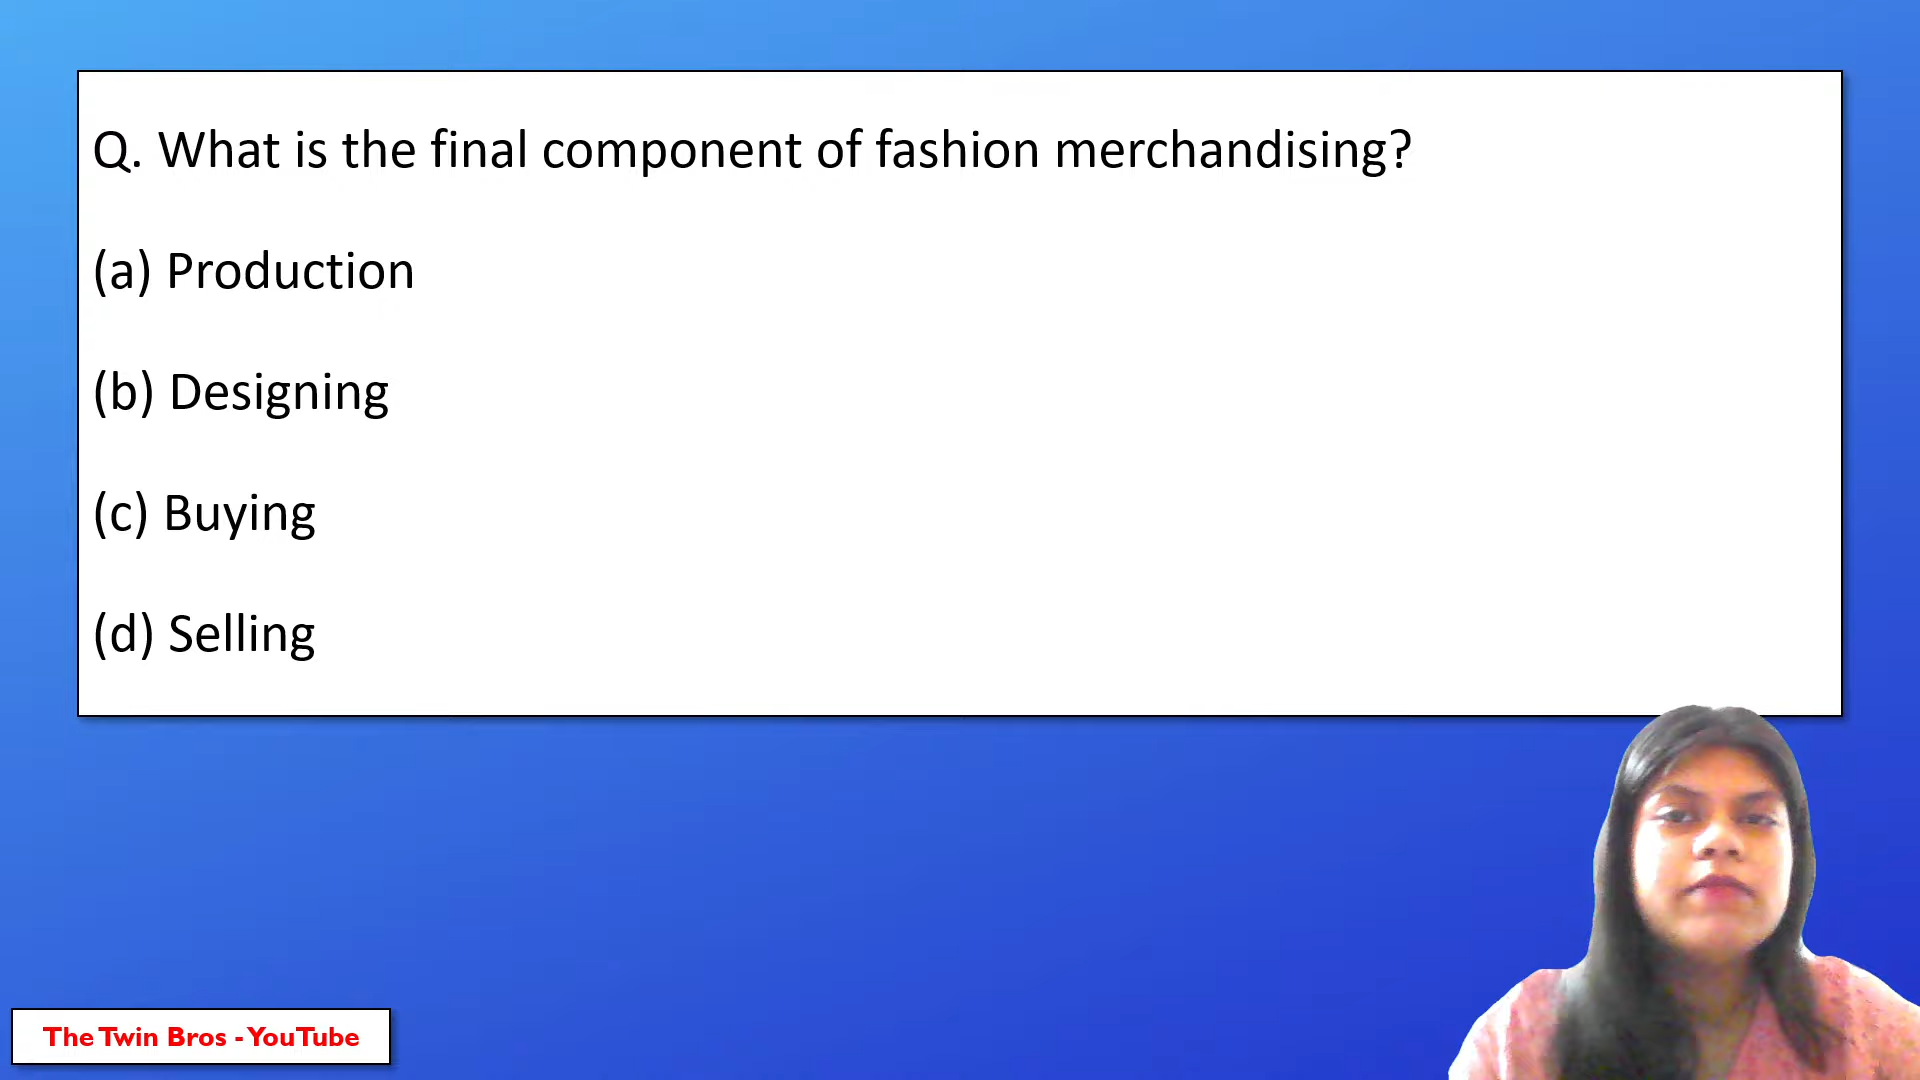 Q. What is the final component of fashion merchandising?
(a) Production
(b) Designing
(c) Buying
(d) Selling
The Twin Bros - YouTube